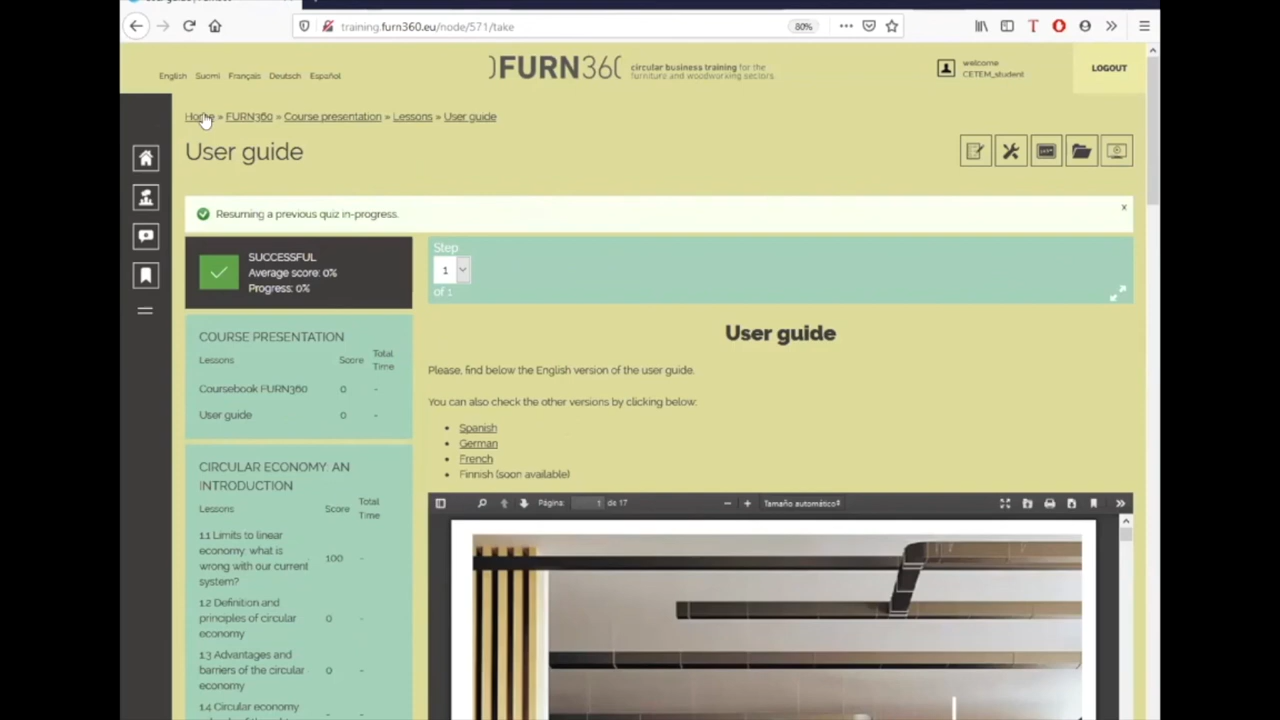 training.furn360.eu/node/571/take
80%
English Suomi Français Deutsch Español
)FURN36( circular business training for the
furniture and woodworking sectors.
welcome
CETEM_student
LOGOUT
Home » FURN360 » Course presentation » Lessons » User guide
User guide
Resuming a previous quiz in-progress.
x
SUCCESSFUL
Average score: 0%
Progress: 0%
Step
1
of 1
COURSE PRESENTATION
Lessons Score Total Time
Coursebook FURN360 0 -
User guide 0 -
CIRCULAR ECONOMY: AN
INTRODUCTION
Lessons Score Total Time
1.1 Limits to linear
economy: what is
wrong with our current
system?
100 -
1.2 Definition and
principles of circular
economy
0 -
1.3 Advantages and
barriers of the circular
economy
0 -
1.4 Circular economy
User guide
Please, find below the English version of the user guide.
You can also check the other versions by clicking below:
Spanish
German
French
Finnish (soon available)
Página: 1 de 17
Tamaño automático